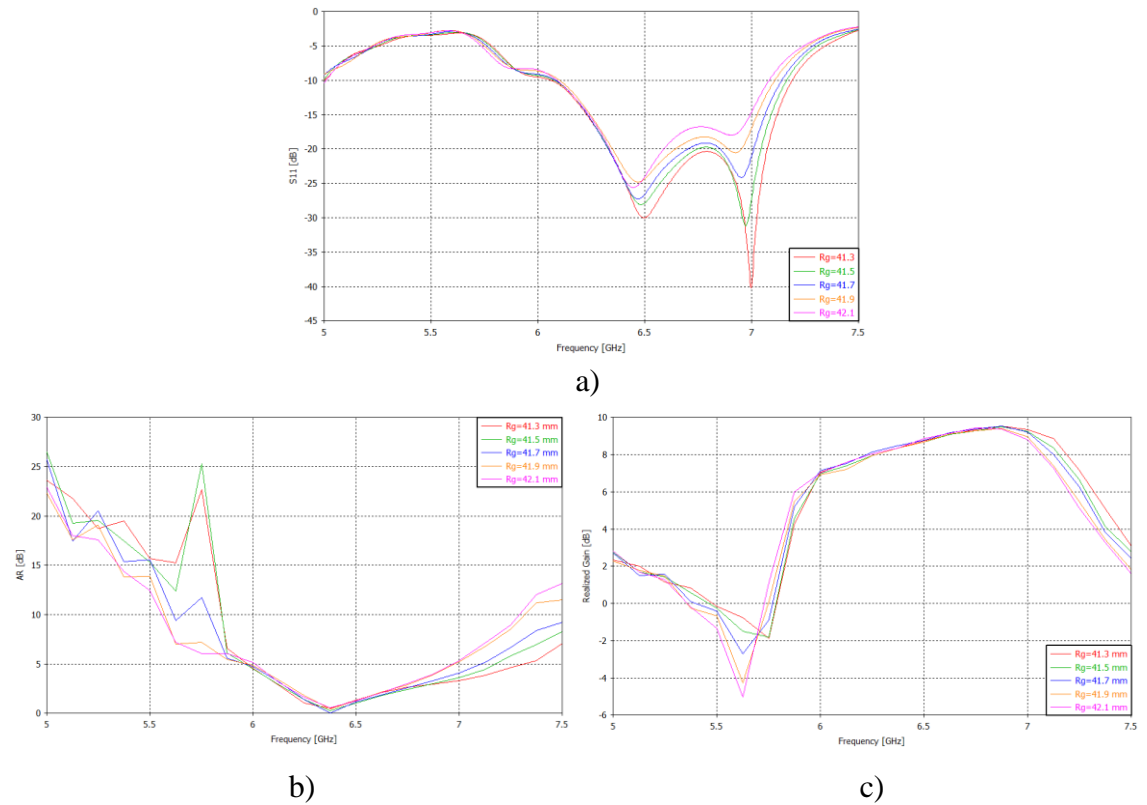 0
-5
-10
-15
-20
-25
-30
-35
-40
-45
S11 [dB]
5
5.5
6
6.5
7
7.5
Frequency [GHz]
Rg=41.3
Rg=41.5
Rg=41.7
Rg=41.9
Rg=42.1
a)
30
25
20
15
10
5
0
AR [dB]
5
5.5
6
6.5
7
7.5
Frequency [GHz]
Rg=41.3 mm
Rg=41.5 mm
Rg=41.7 mm
Rg=41.9 mm
Rg=42.1 mm
b)
10
8
6
4
2
0
-2
-4
-6
Realized Gain [dB]
5
5.5
6
6.5
7
7.5
Frequency [GHz]
Rg=41.3 mm
Rg=41.5 mm
Rg=41.7 mm
Rg=41.9 mm
Rg=42.1 mm
c)